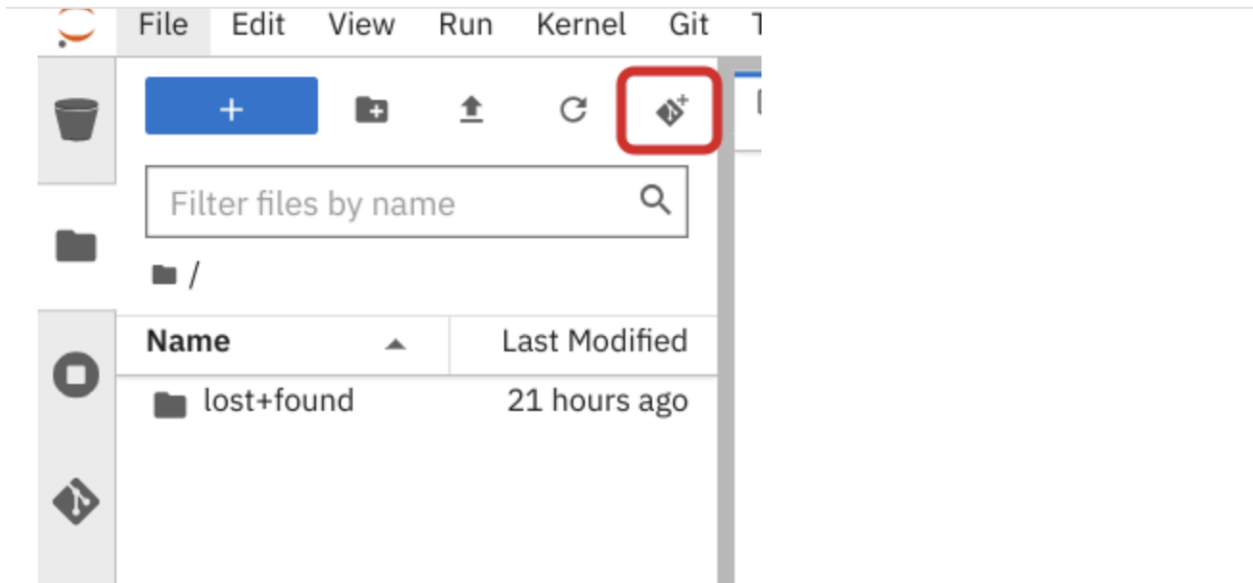 File Edit View Run Kernel Git
Filter files by name
/
Name Last Modified
lost+found 21 hours ago